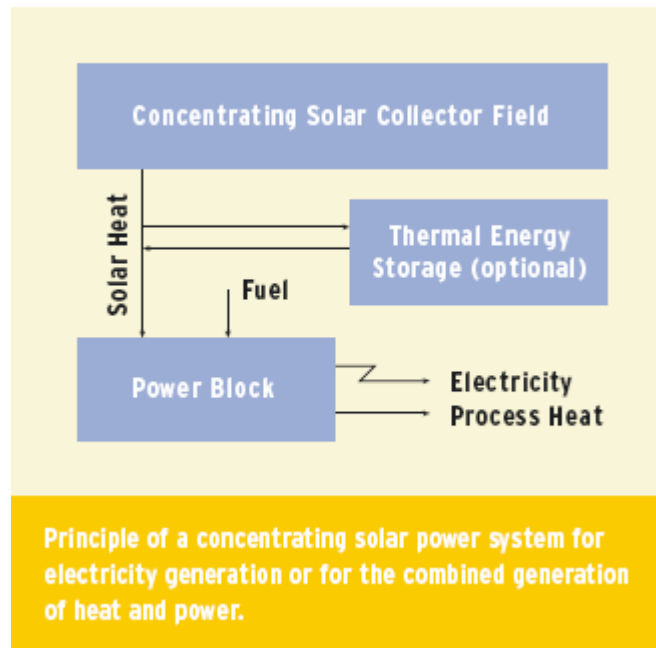 Concentrating Solar Collector Field
Solar Heat
Thermal Energy
Storage (optional)
Fuel
Power Block
Electricity
Process Heat
Principle of a concentrating solar power system for
electricity generation or for the combined generation
of heat and power.